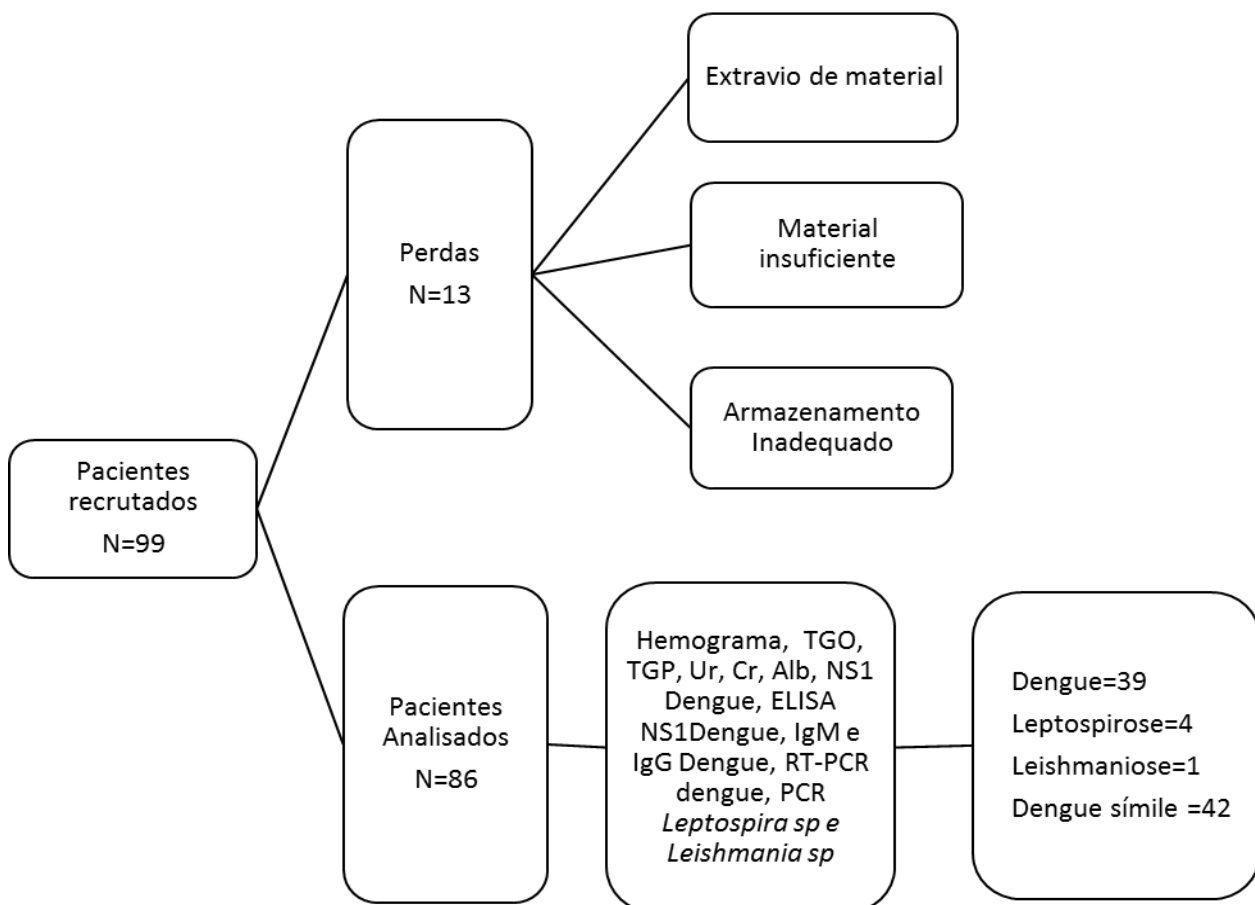 Pacientes
recrutados
N=99
Perdas
N=13
Extravio de material
Material
insuficiente
Armazenamento
Inadequado
Pacientes
Analisados
N=86
Hemograma, TGO,
TGP, Ur, Cr, Alb, NS1
Dengue, ELISA
NS1Dengue, IgM e
IgG Dengue, RT-PCR
dengue, PCR
Leptospira sp e
Leishmania sp
Dengue=39
Leptospirose=4
Leishmaniose=1
Dengue símile =42